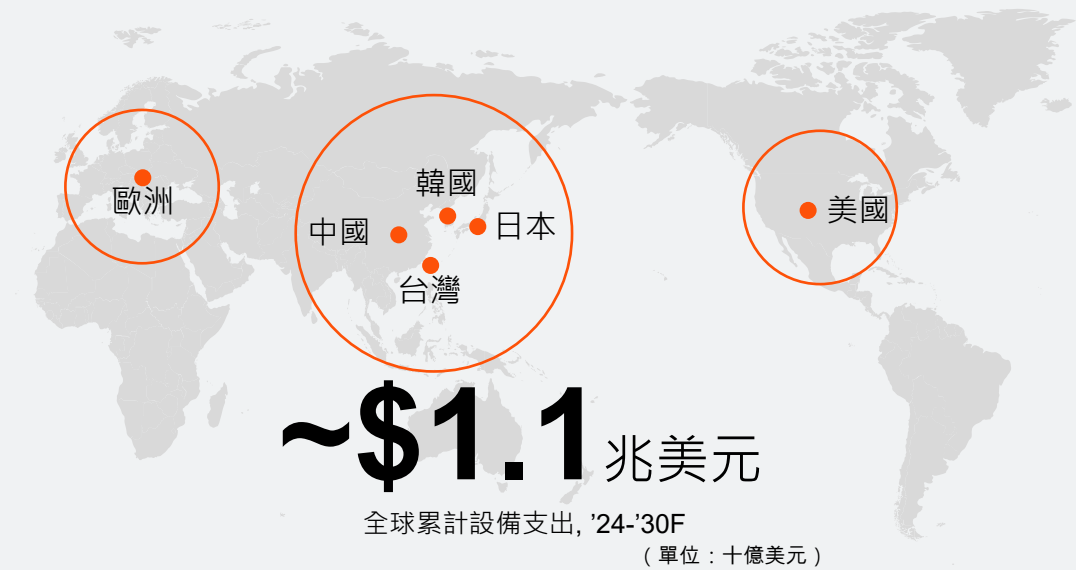 歐洲
韓國
中國
日本
台灣
美國
~$1.1兆美元
全球累計設備支出, ’24-’30F
（單位：十億美元）